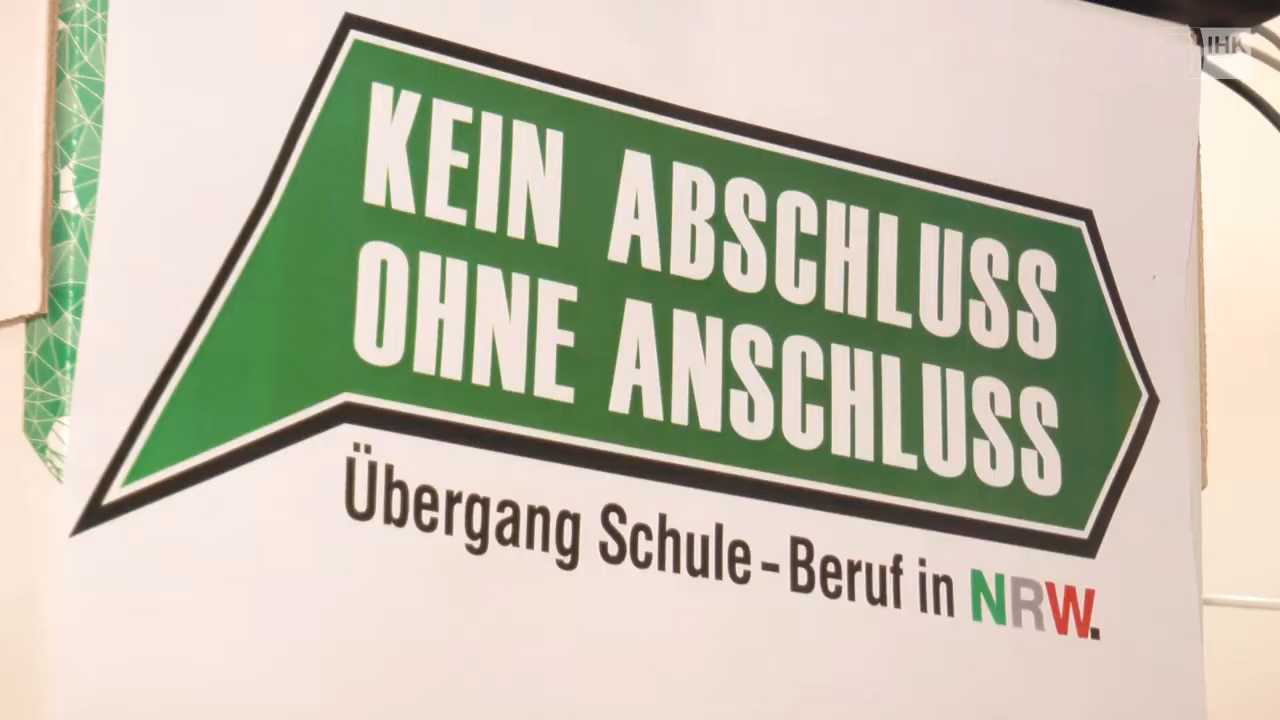 IHK
KEIN ABSCHLUSS
OHNE ANSCHLUSS
Übergang Schule-Beruf in NRW.